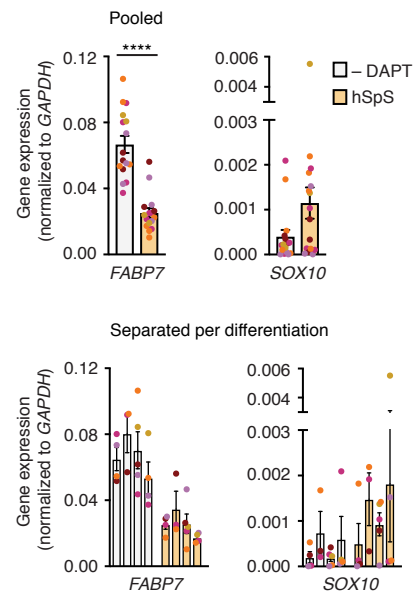 Pooled
****
0.12
0.08
0.04
0.00
Gene expression
(normalized to GAPDH)
FABP7
0.006
0.005
0.004
0.003
0.002
0.001
0.000
SOX10
– DAPT
hSpS
Separated per differentiation
0.12
0.08
0.04
0.00
Gene expression
(normalized to GAPDH)
FABP7
0.006
0.004
0.002
0.002
0.001
0.000
SOX10